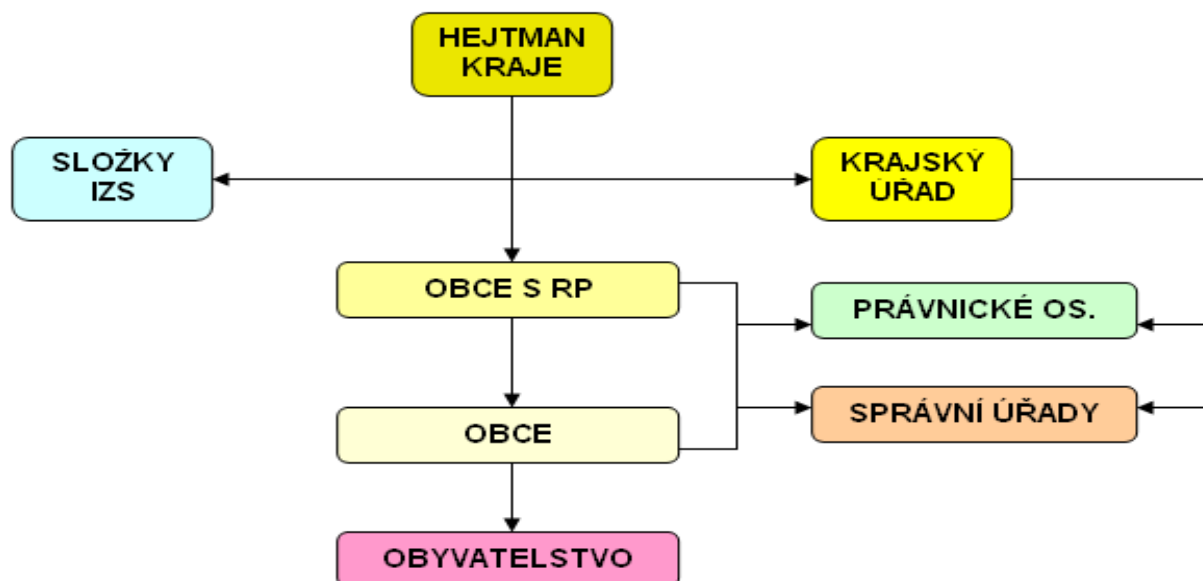 HEJTMAN
KRAJE
SLOŽKY
IZS
KRAJSKÝ
ÚŘAD
OBCE S RP
PRÁVNICKÉ OS.
SPRÁVNÍ ÚŘADY
OBCE
OBYVATELSTVO